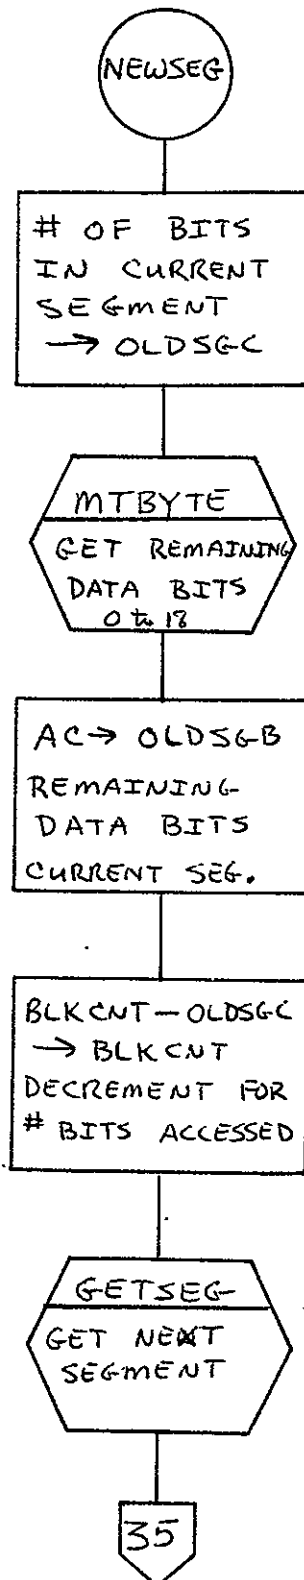 NEWSEG
# OF BITS
IN CURRENT
SEGMENT
→ OLDSGC
MTBYTE
GET REMAINING
DATA BITS
0 to 18
AC → OLDSGB
REMAINING
DATA BITS
CURRENT SEG.
BLKCNT - OLDSGC
→ BLKCNT
DECREMENT FOR
# BITS ACCESSED
GETSEG
GET NEXT
SEGMENT
35